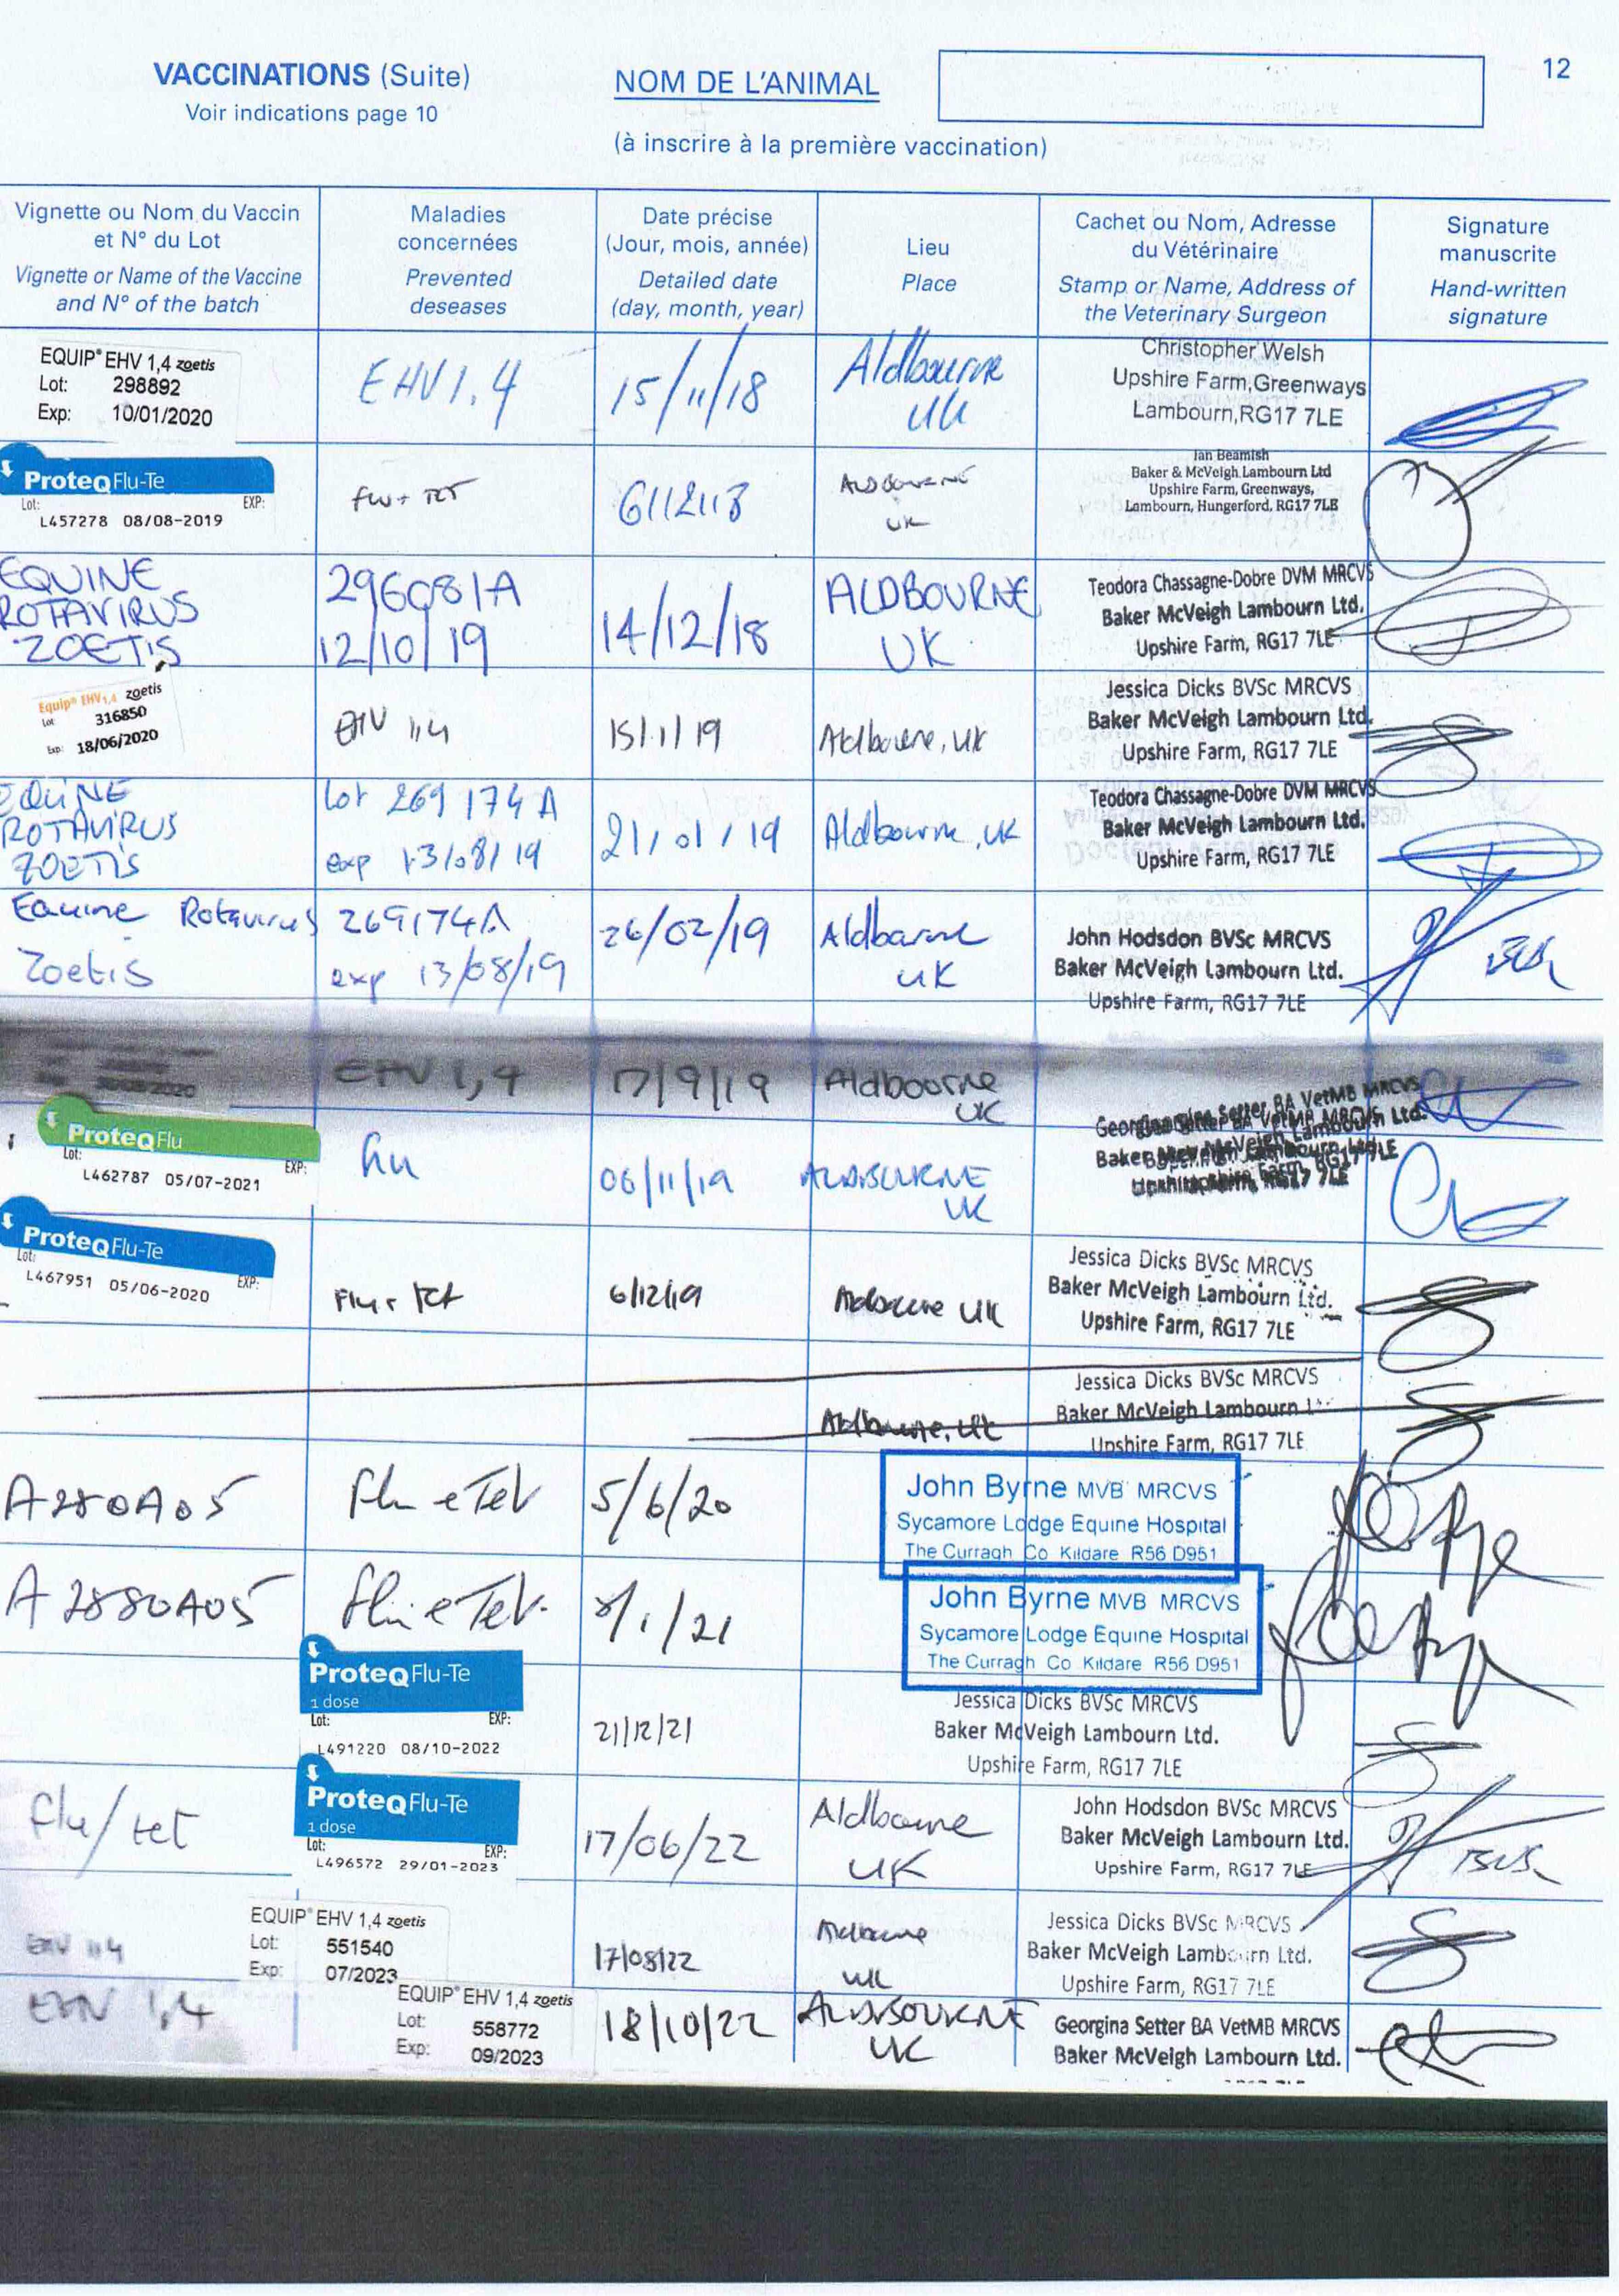 VACCINATIONS (Suite)
Voir indications page 10
NOM DE L'ANIMAL
(à inscrire à la première vaccination)
12
Vignette ou Nom du Vaccin
et N° du Lot
Vignette or Name of the Vaccine
and N° of the batch
Maladies
concernées
Prevented
deseases
Date précise
(Jour, mois, année)
Detailed date
(day, month, year)
Lieu
Place
Cachet ou Nom, Adresse
du Vétérinaire
Stamp or Name, Address of
the Veterinary Surgeon
Signature
manuscrite
Hand-written
signature
EQUIP® EHV 1,4 zoetis
Lot: 298892
Exp: 10/01/2020
EHV 1.4
15/11/18
Aldbourne
UK
Christopher Welsh
Upshire Farm,Greenways
Lambourn,RG17 7LE
ProteqFlu-Te
Lot: EXP:
L457278 08/08-2019
Flu + TET
6/12/18
ALDBOURNE
UK
Ian Beamish
Baker & McVeigh Lambourn Ltd
Upshire Farm, Greenways,
Lambourn, Hungerford, RG17 7LE
EQUINE
ROTAVIRUS
ZOETIS
296081A
12/10/19
14/12/18
ALDBOURNE
UK
Teodora Chassagne-Dobre DVM MRCVS
Baker McVeigh Lambourn Ltd.
Upshire Farm, RG17 7LE
Equip® EHV 1,4 zoetis
Lot: 316850
Exp: 18/06/2020
EHV 1,4
15/1/19
Aldbourne, UK
Jessica Dicks BVSc MRCVS
Baker McVeigh Lambourn Ltd.
Upshire Farm, RG17 7LE
EQUINE
ROTAVIRUS
ZOETIS
Lot 269174A
exp 13/08/19
21/01/19
Aldbourne, UK
Teodora Chassagne-Dobre DVM MRCVS
Baker McVeigh Lambourn Ltd.
Upshire Farm, RG17 7LE
Equine Rotavirus
Zoetis
269174A
exp 13/08/19
26/02/19
Aldbourne
UK
John Hodsdon BVSc MRCVS
Baker McVeigh Lambourn Ltd.
Upshire Farm, RG17 7LE
EHV 1,4
17/9/19
Aldbourne
UK
Georgina Setter BA VetMB MRCVS
ProteqFlu
Lot: EXP:
L462787 05/07-2021
flu
06/11/19
ALDBOURNE
UK
ProteqFlu-Te
Lot: EXP:
L467951 05/06-2020
Flu + Tet
6/12/19
Aldbourne UK
Jessica Dicks BVSc MRCVS
Baker McVeigh Lambourn Ltd.
Upshire Farm, RG17 7LE
Aldbourne, UK
Jessica Dicks BVSc MRCVS
Baker McVeigh Lambourn
Upshire Farm, RG17 7LE
A280A05
Flu e Tet
5/6/20
John Byrne MVB MRCVS
Sycamore Lodge Equine Hospital
The Curragh Co Kildare R56 D951
A2880A05
Flu e Tet.
8/1/21
John Byrne MVB MRCVS
Sycamore Lodge Equine Hospital
The Curragh Co Kildare R56 D951
ProteqFlu-Te
1 dose
Lot: EXP:
L491220 08/10-2022
21/12/21
Jessica Dicks BVSc MRCVS
Baker McVeigh Lambourn Ltd.
Upshire Farm, RG17 7LE
flu/tet
ProteqFlu-Te
1 dose
Lot: EXP:
L496572 29/01-2023
17/06/22
Aldbourne
UK
John Hodsdon BVSc MRCVS
Baker McVeigh Lambourn Ltd.
Upshire Farm, RG17 7LE
EHV 1,4
EQUIP® EHV 1,4 zoetis
Lot: 551540
Exp: 07/2023
17/08/22
Aldbourne
UK
Jessica Dicks BVSc MRCVS
Baker McVeigh Lambourn Ltd.
Upshire Farm, RG17 7LE
EHV 1,4
EQUIP® EHV 1,4 zoetis
Lot: 558772
Exp: 09/2023
18/10/22
ALDBOURNE
UK
Georgina Setter BA VetMB MRCVS
Baker McVeigh Lambourn Ltd.